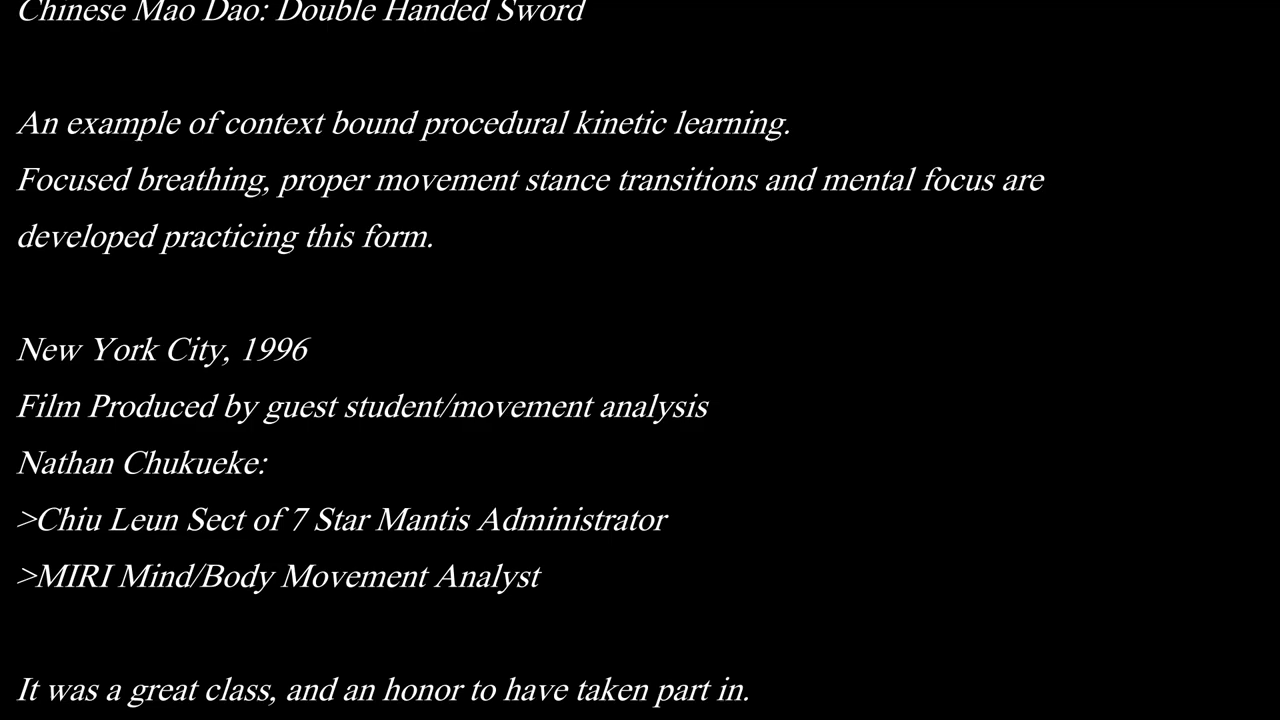 Chinese Mao Dao: Double Handed Sword
An example of context bound procedural kinetic learning.
Focused breathing, proper movement stance transitions and mental focus are
developed practicing this form.
New York City, 1996
Film Produced by guest student/movement analysis
Nathan Chukueke:
>Chiu Leun Sect of 7 Star Mantis Administrator
>MIRI Mind/Body Movement Analyst
It was a great class, and an honor to have taken part in.